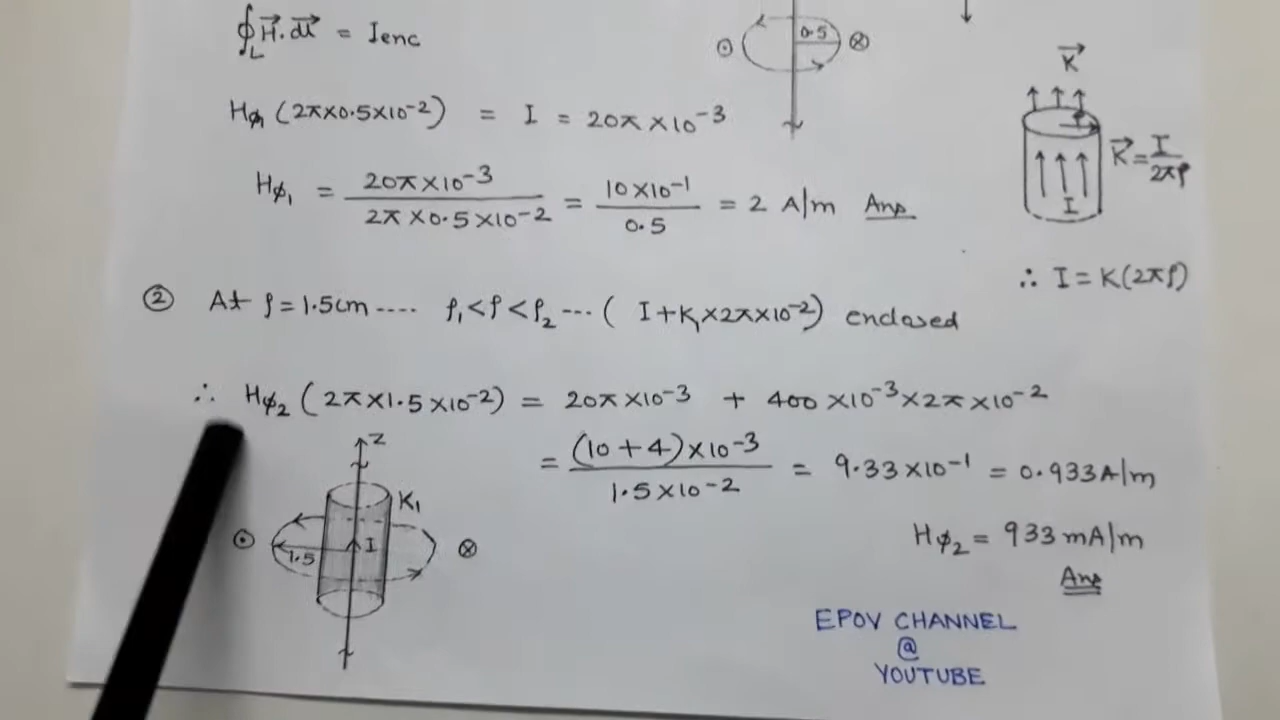 ∮_L H⃗.dl⃗ = Ienc
0.5
K⃗
Hϕ₁ (2π×0.5×10⁻²) = I = 20π×10⁻³
K⃗ = I/2πρ
I
Hϕ₁ = 20π×10⁻³ / 2π×0.5×10⁻² = 10×10⁻¹ / 0.5 = 2 A/m Ans
∴ I = K(2πρ)
② At ρ = 1.5cm .... ρ₁<ρ<ρ₂ ... ( I+K₁×2π×10⁻²) enclosed
∴ Hϕ₂ (2π×1.5×10⁻²) = 20π×10⁻³ + 400×10⁻³×2π×10⁻²
= (10+4)×10⁻³ / 1.5×10⁻² = 9.33×10⁻¹ = 0.933A/m
Z
K₁
I
1.5
Hϕ₂ = 933 mA/m
Ans
EPOV CHANNEL
@
YOUTUBE